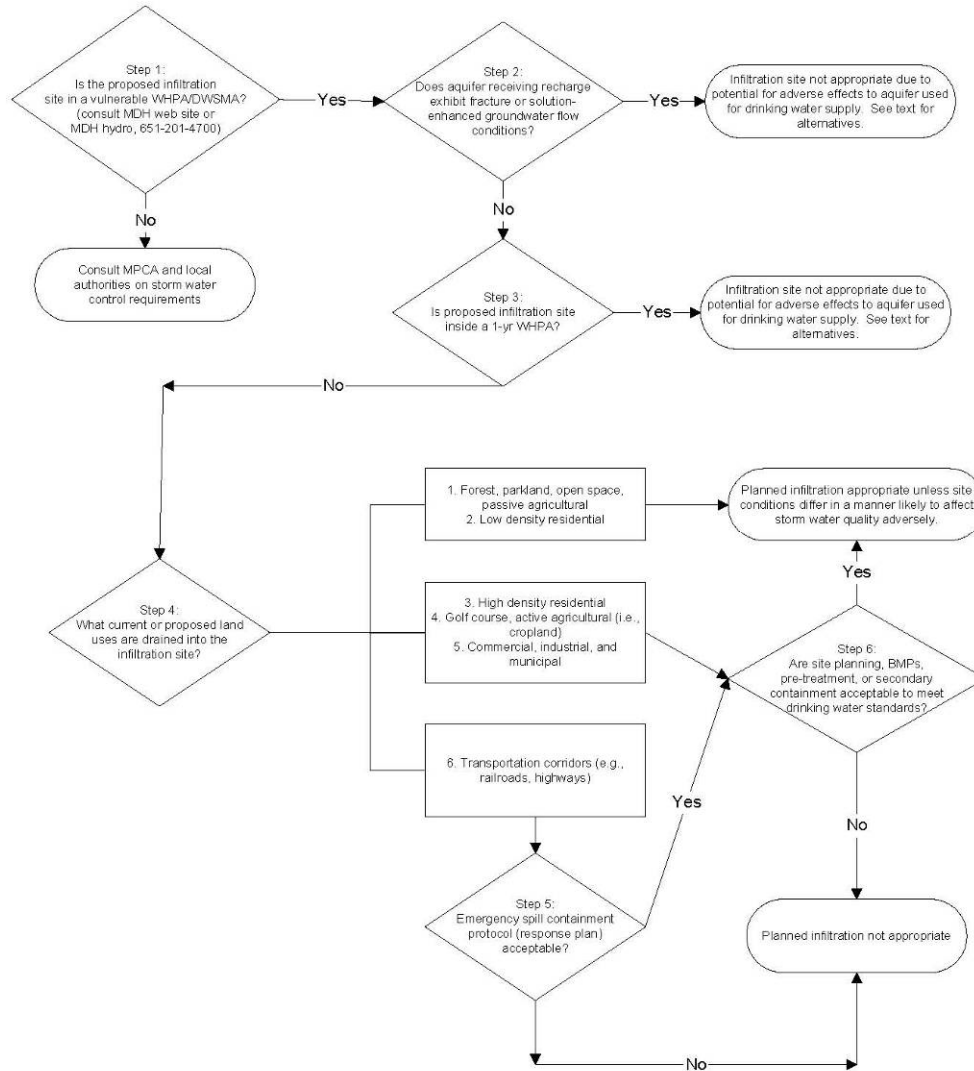 Step 1:
Is the proposed infiltration
site in a vulnerable WHPA/DWSMA?
(consult MDH web site or
MDH hydro, 651-201-4700)
Yes
Step 2:
Does aquifer receiving recharge
exhibit fracture or solution-
enhanced groundwater flow
conditions?
Yes
Infiltration site not appropriate due to
potential for adverse effects to aquifer used
for drinking water supply. See text for
alternatives.
No
Consult MPCA and local
authorities on storm water
control requirements
No
Step 3:
Is proposed infiltration site
inside a 1-yr WHPA?
Yes
Infiltration site not appropriate due to
potential for adverse effects to aquifer used
for drinking water supply. See text for
alternatives.
No
Step 4:
What current or proposed land
uses are drained into the
infiltration site?
1. Forest, parkland, open space,
passive agricultural
2. Low density residential
Planned infiltration appropriate unless site
conditions differ in a manner likely to affect
storm water quality adversely.
3. High density residential
4. Golf course, active agricultural (i.e.,
cropland)
5. Commercial, industrial, and
municipal
Yes
Step 6:
Are site planning, BMPs,
pre-treatment, or secondary
containment acceptable to meet
drinking water standards?
6. Transportation corridors (e.g.,
railroads, highways)
Yes
No
Step 5:
Emergency spill containment
protocol (response plan)
acceptable?
Planned infiltration not appropriate
No